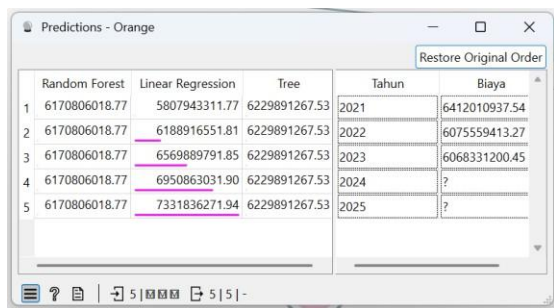 Predictions - Orange
Restore Original Order
Random Forest Linear Regression Tree Tahun Biaya
1 6170806018.77 5807943311.77 6229891267.53 2021 6412010937.54
2 6170806018.77 6188916551.81 6229891267.53 2022 6075559413.27
3 6170806018.77 6569889791.85 6229891267.53 2023 6068331200.45
4 6170806018.77 6950863031.90 6229891267.53 2024 ?
5 6170806018.77 7331836271.94 6229891267.53 2025 ?
? 5 | 5 | 5 | -